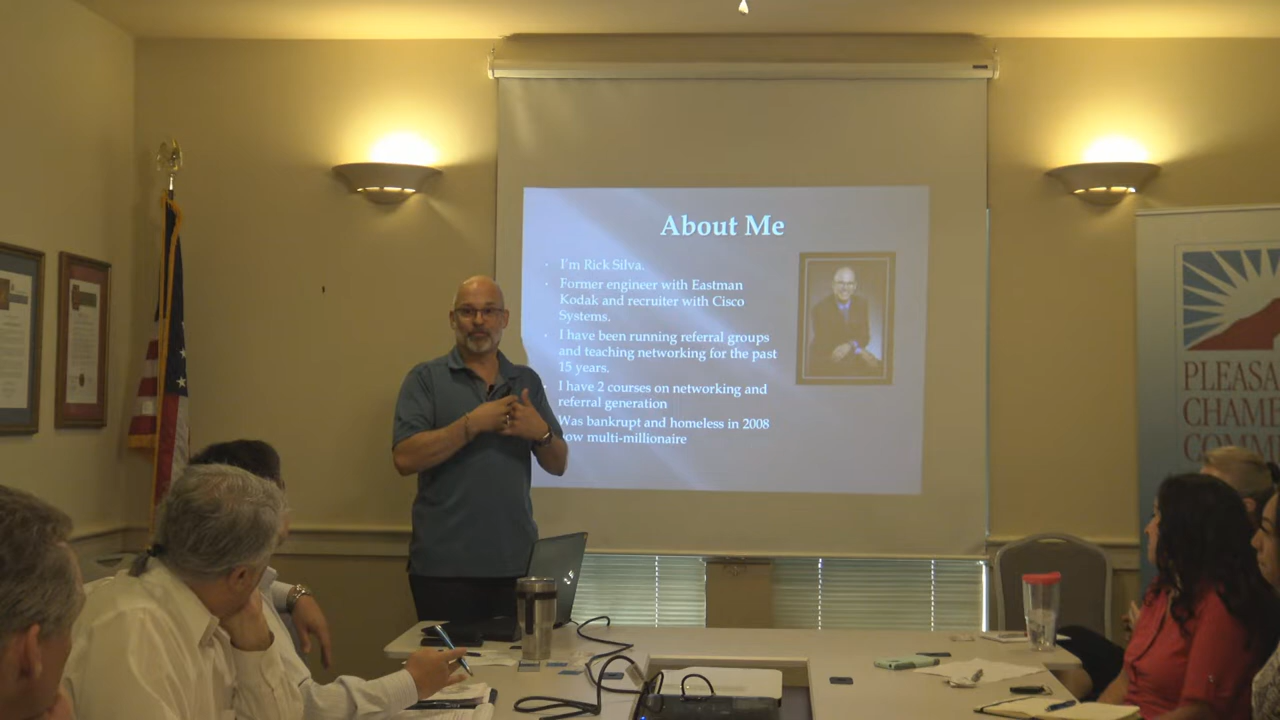 About Me
I'm Rick Silva.
Former engineer with Eastman
Kodak and recruiter with Cisco
Systems.
I have been running referral groups
and teaching networking for the past
15 years.
I have 2 courses on networking and
referral generation
Was bankrupt and homeless in 2008
now multi-millionaire
PLEASA
CHAMB
COMM